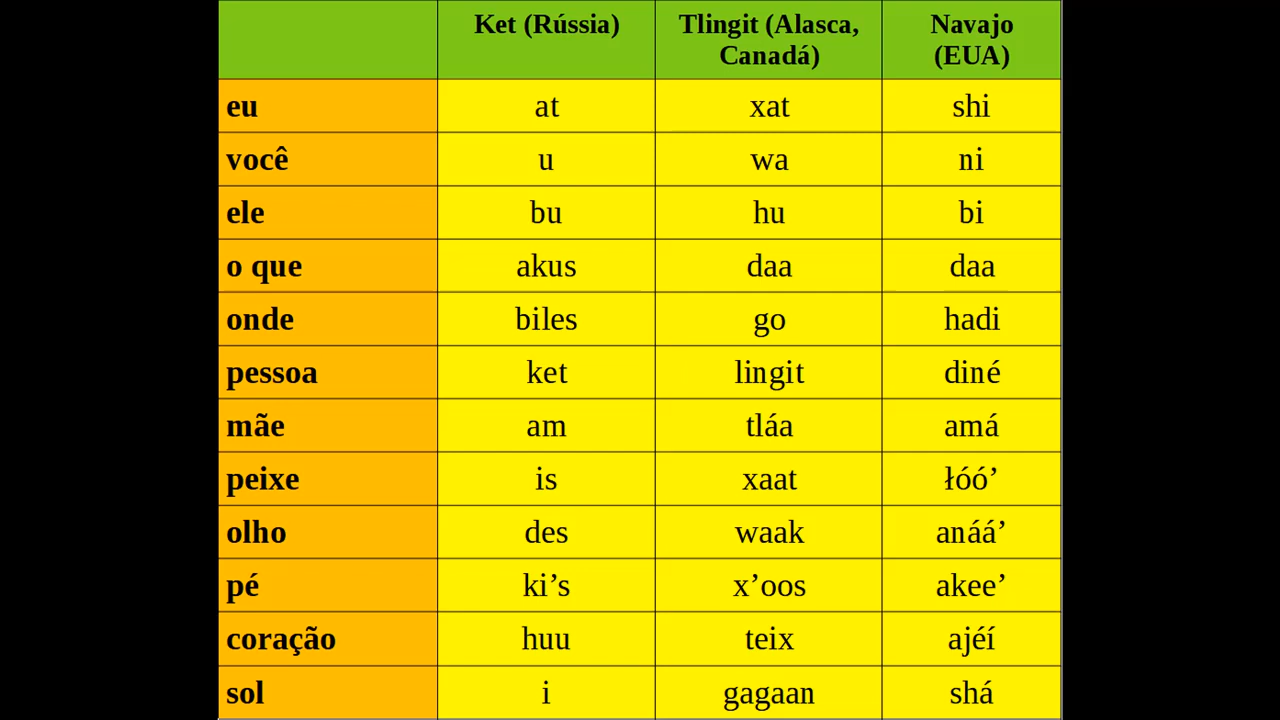 Ket (Rússia) Tlingit (Alasca, Navajo
Canadá) (EUA)
eu at xat shi
você u wa ni
ele bu hu bi
o que akus daa daa
onde biles go hadi
pessoa ket lingit diné
mãe am tláa amá
peixe is xaat łóó’
olho des waak anáá’
pé ki’s x’oos akee’
coração huu teix ajéí
sol i gagaan shá